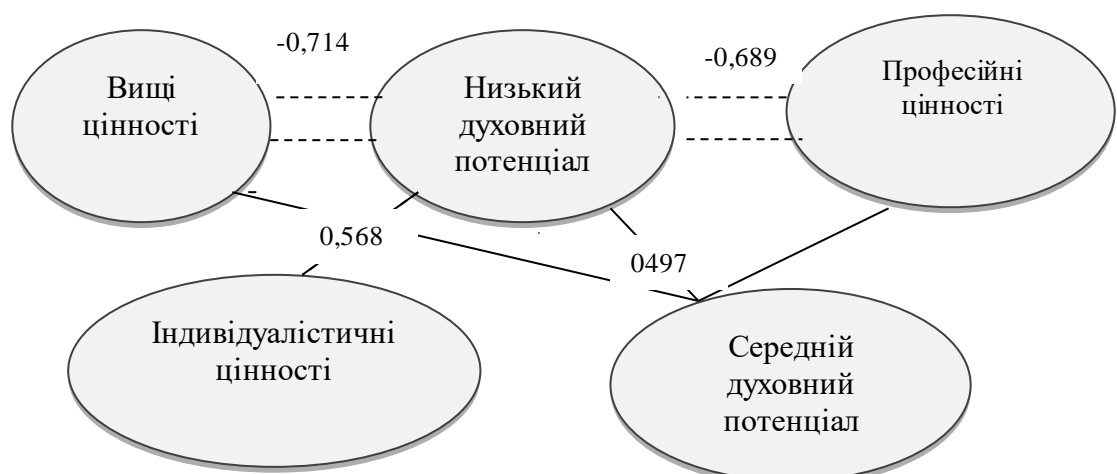 -0,714
-0,689
Вищі
цінності
Низький
духовний
потенціал
Професійні
цінності
0,568
0497
Індивідуалістичні
цінності
Середній
духовний
потенціал